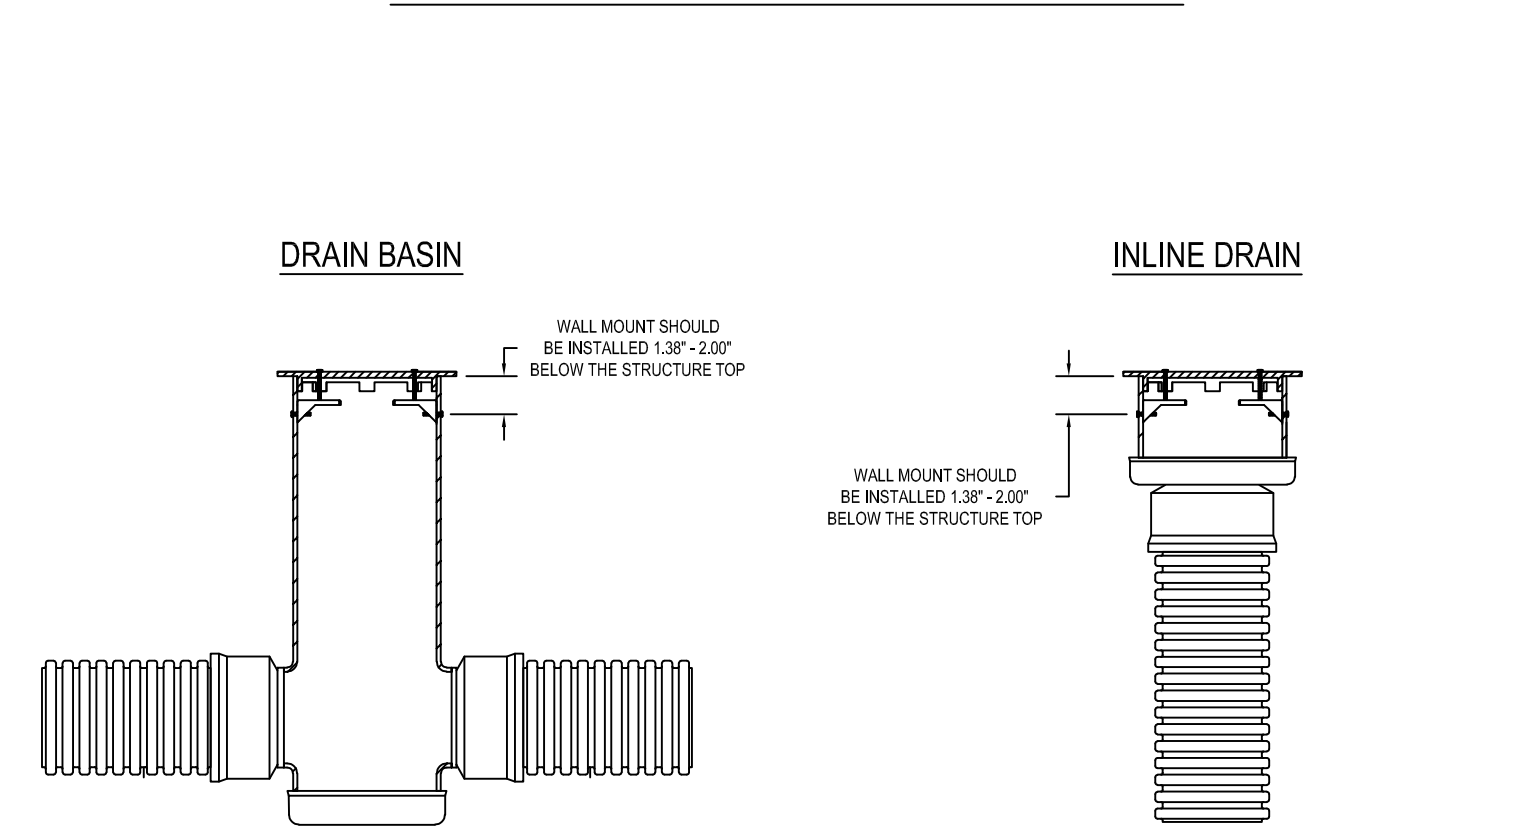 DRAIN BASIN
WALL MOUNT SHOULD
BE INSTALLED 1.38" - 2.00"
BELOW THE STRUCTURE TOP
INLINE DRAIN
WALL MOUNT SHOULD
BE INSTALLED 1.38" - 2.00"
BELOW THE STRUCTURE TOP